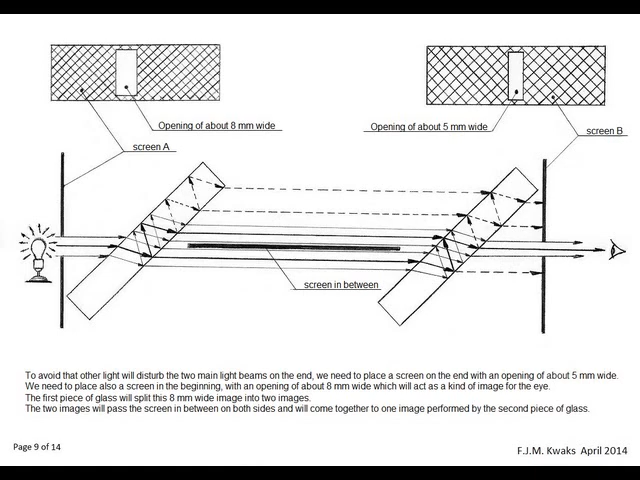 Opening of about 8 mm wide
Opening of about 5 mm wide
screen A
screen B
screen in between
To avoid that other light will disturb the two main light beams on the end, we need to place a screen on the end with an opening of about 5 mm wide.
We need to place also a screen in the beginning, with an opening of about 8 mm wide which will act as a kind of image for the eye.
The first piece of glass will split this 8 mm wide image into two images.
The two images will pass the screen in between on both sides and will come together to one image performed by the second piece of glass.
Page 9 of 14
F.J.M. Kwaks April 2014